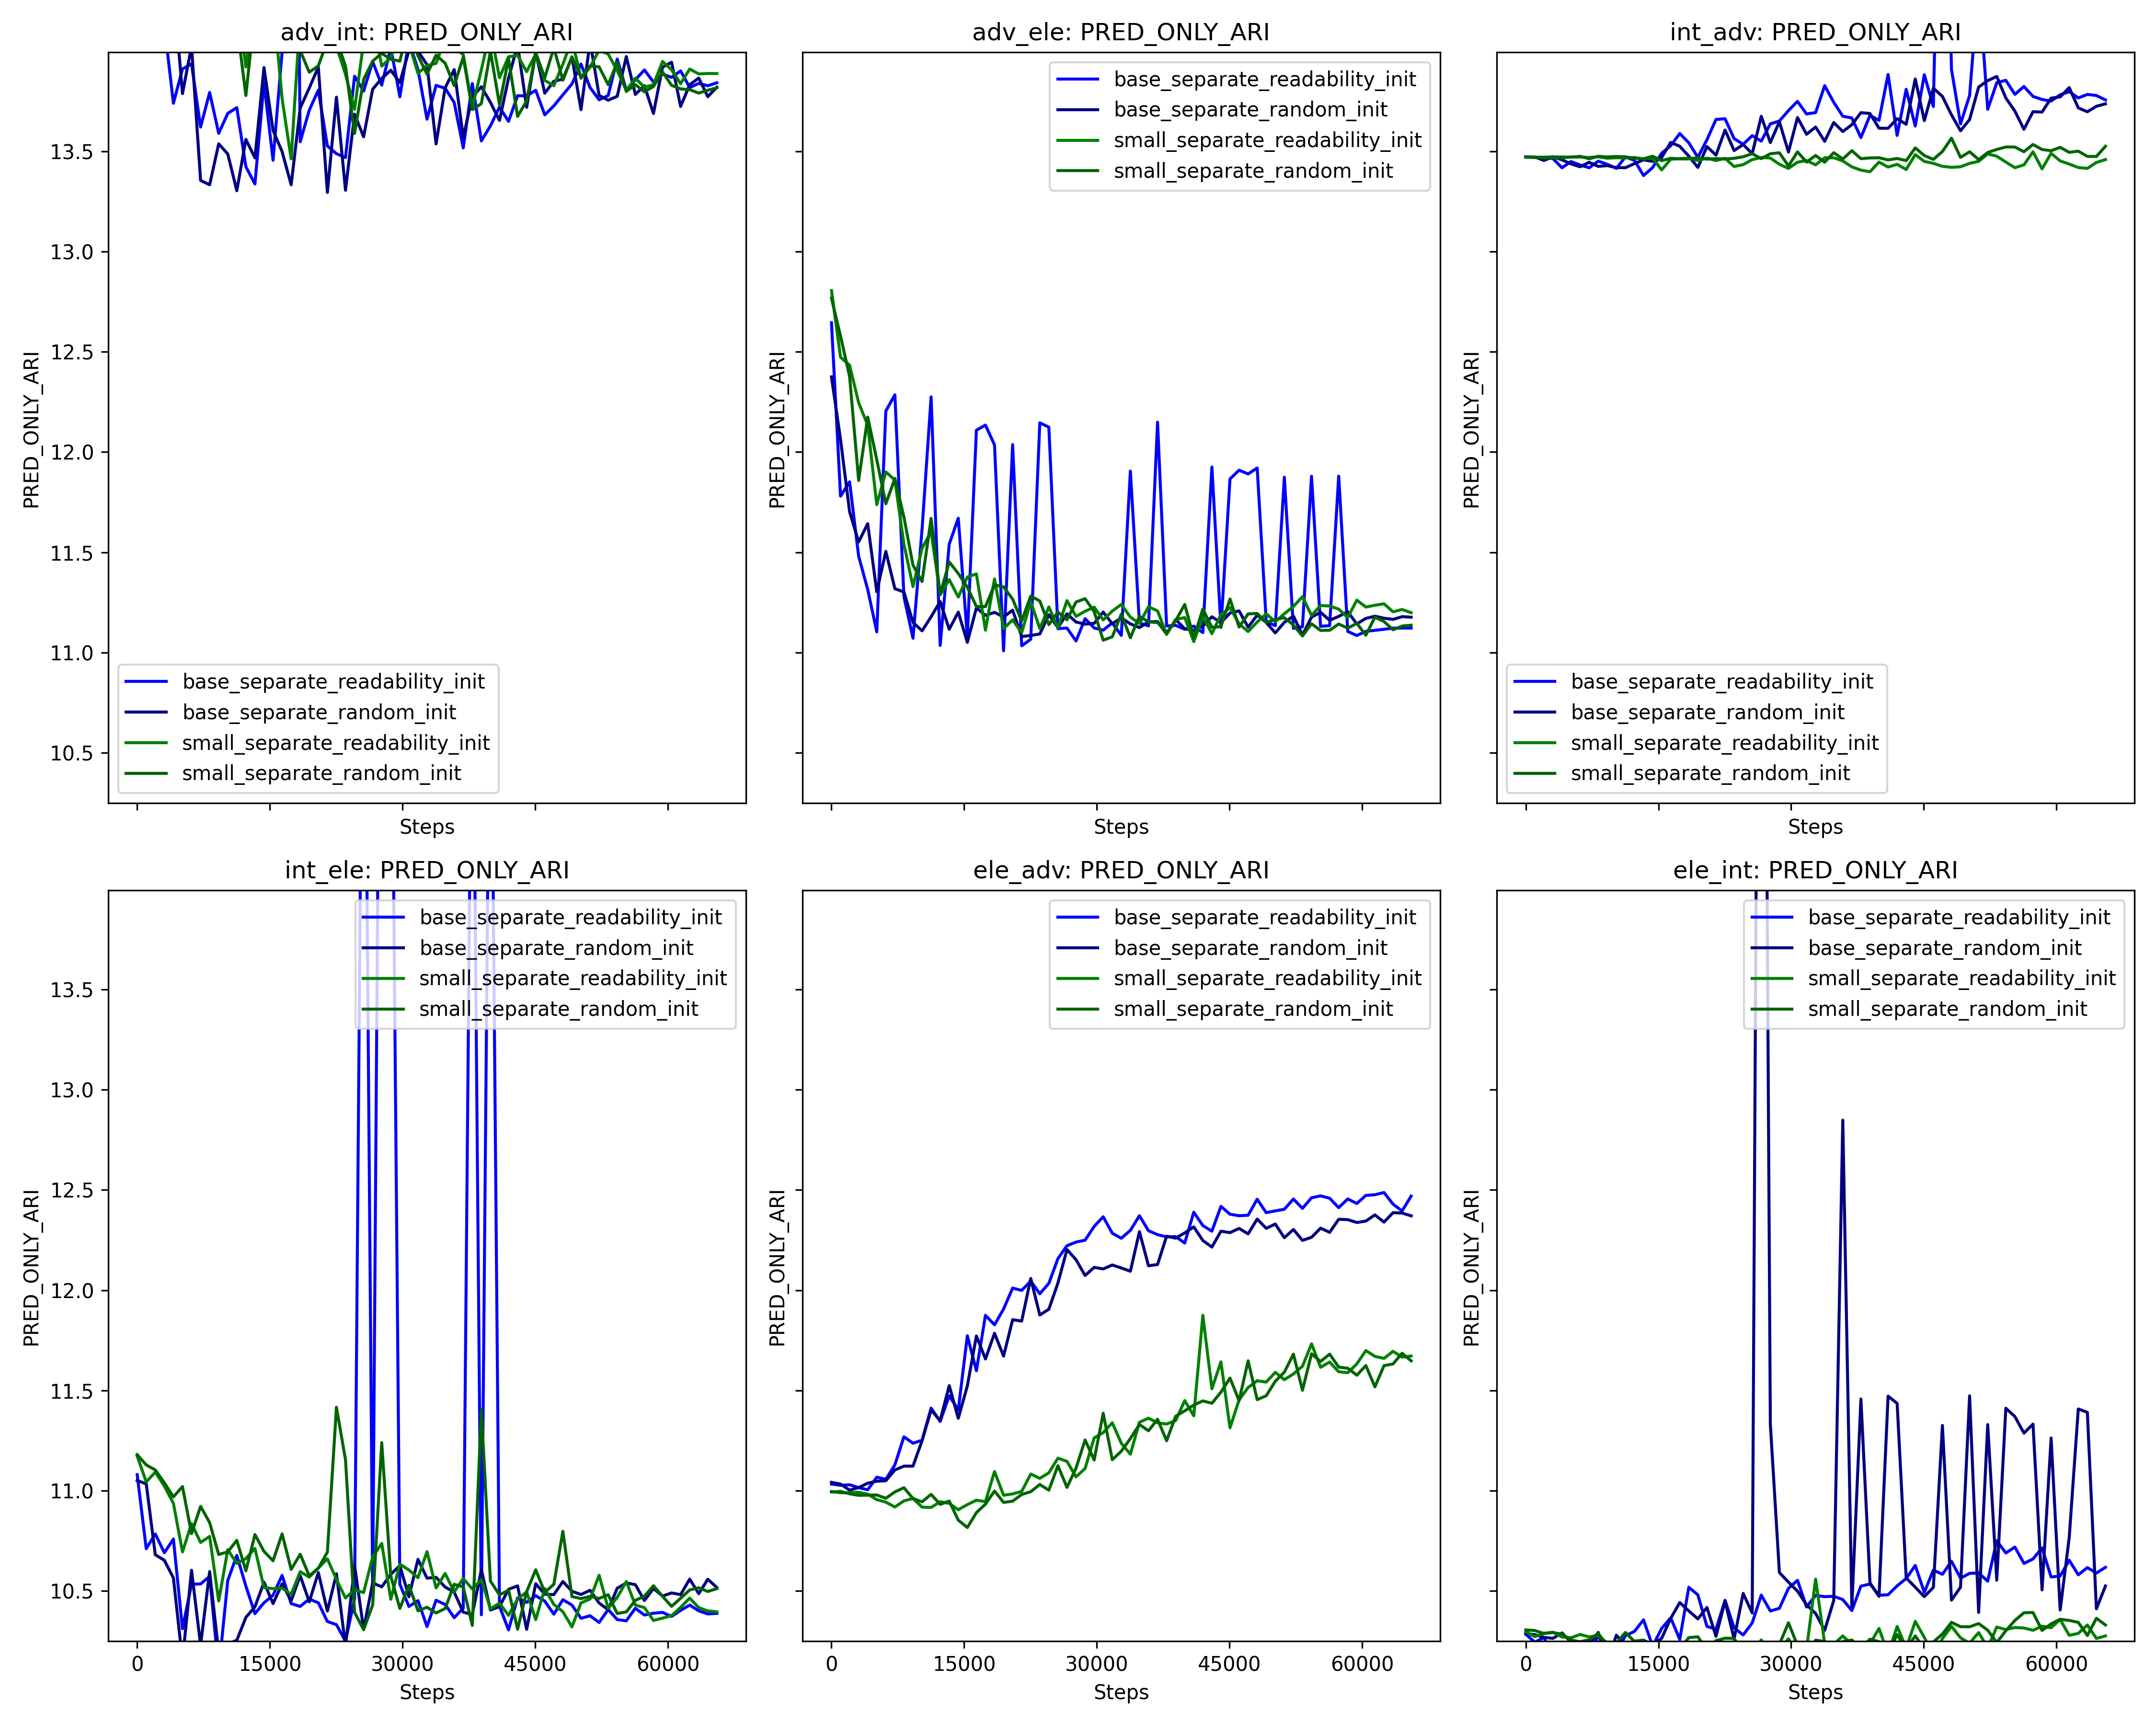 adv_int: PRED_ONLY_ARI
PRED_ONLY_ARI
13.5
13.0
12.5
12.0
11.5
11.0
10.5
base_separate_readability_init
base_separate_random_init
small_separate_readability_init
small_separate_random_init
Steps
adv_ele: PRED_ONLY_ARI
PRED_ONLY_ARI
base_separate_readability_init
base_separate_random_init
small_separate_readability_init
small_separate_random_init
Steps
int_adv: PRED_ONLY_ARI
PRED_ONLY_ARI
base_separate_readability_init
base_separate_random_init
small_separate_readability_init
small_separate_random_init
Steps
int_ele: PRED_ONLY_ARI
PRED_ONLY_ARI
13.5
13.0
12.5
12.0
11.5
11.0
10.5
base_separate_readability_init
base_separate_random_init
small_separate_readability_init
small_separate_random_init
0 15000 30000 45000 60000
Steps
ele_adv: PRED_ONLY_ARI
PRED_ONLY_ARI
base_separate_readability_init
base_separate_random_init
small_separate_readability_init
small_separate_random_init
0 15000 30000 45000 60000
Steps
ele_int: PRED_ONLY_ARI
PRED_ONLY_ARI
base_separate_readability_init
base_separate_random_init
small_separate_readability_init
small_separate_random_init
0 15000 30000 45000 60000
Steps